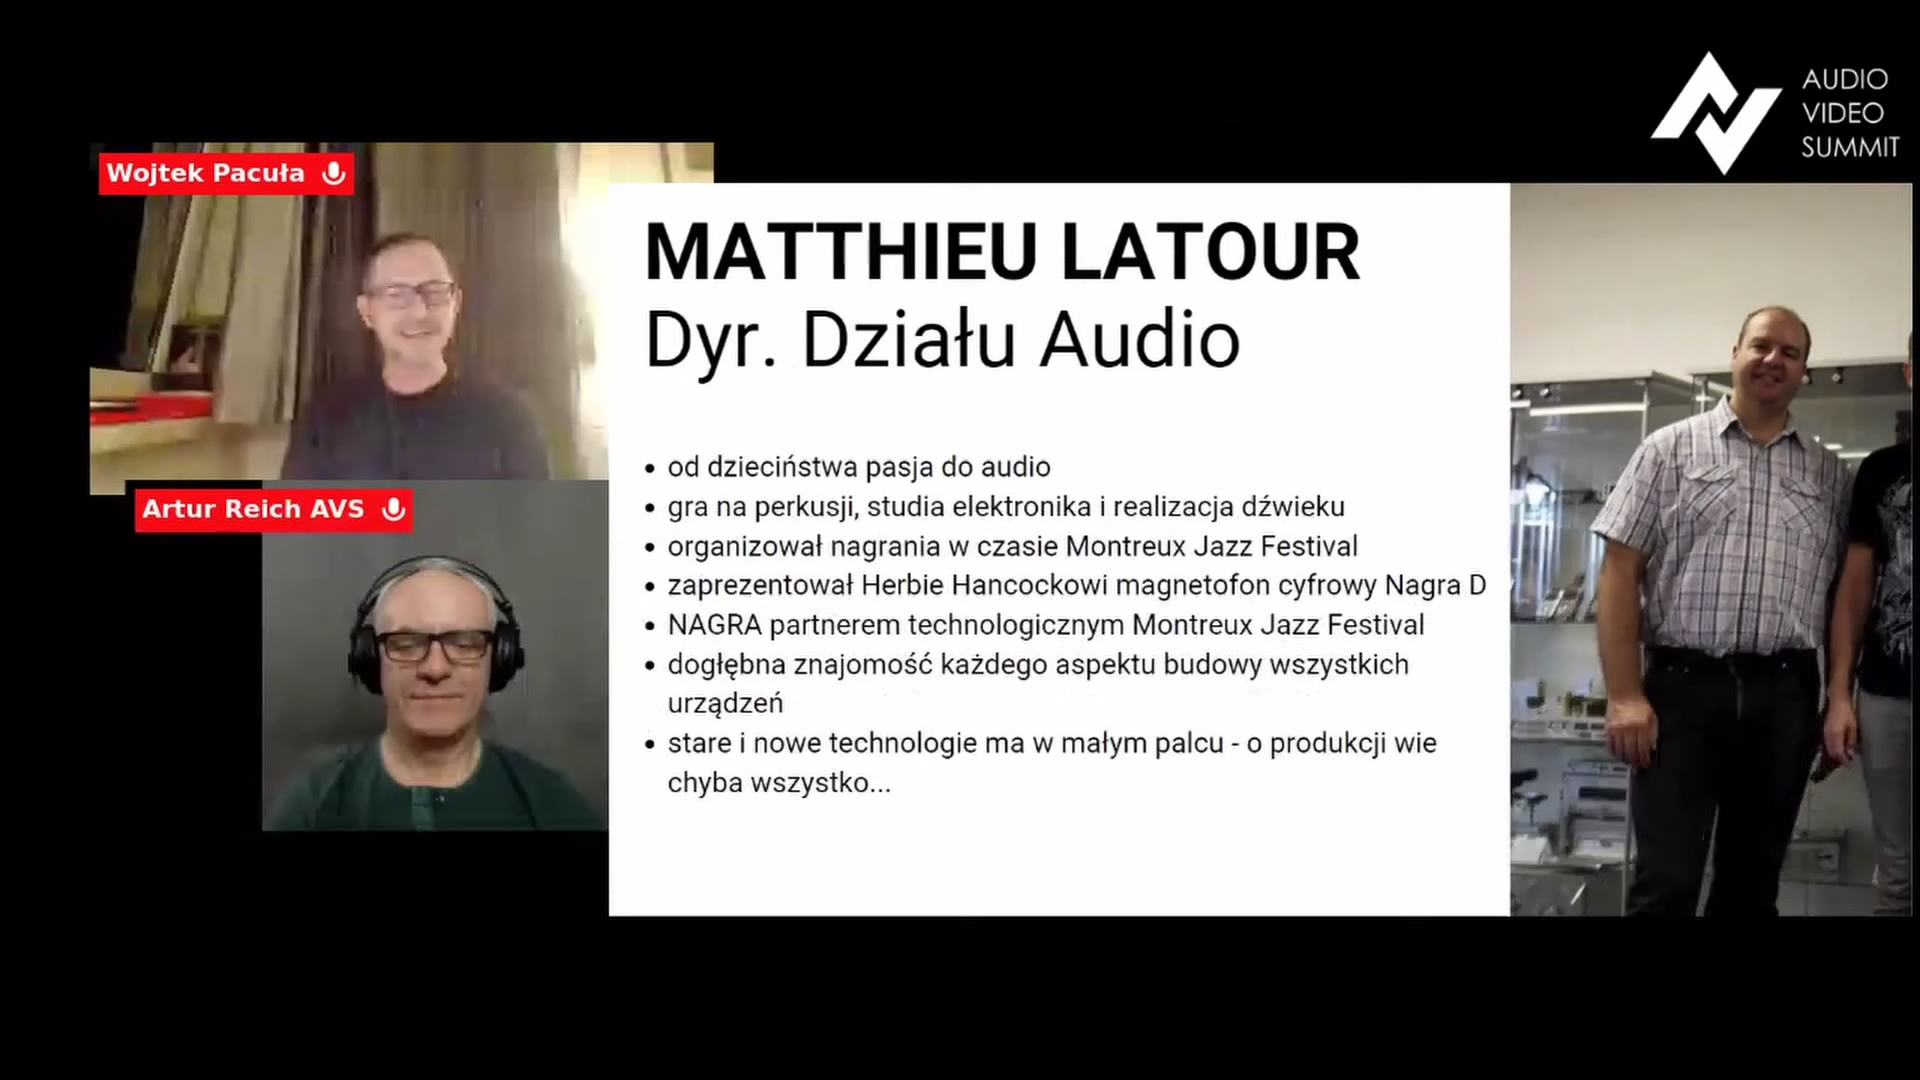 AUDIO
VIDEO
SUMMIT
Wojtek Pacuła
MATTHIEU LATOUR
Dyr. Działu Audio
• od dzieciństwa pasja do audio
• gra na perkusji, studia elektronika i realizacja dźwieku
• organizował nagrania w czasie Montreux Jazz Festival
• zaprezentował Herbie Hancockowi magnetofon cyfrowy Nagra D
• NAGRA partnerem technologicznym Montreux Jazz Festival
• dogłębna znajomość każdego aspektu budowy wszystkich
urządzeń
• stare i nowe technologie ma w małym palcu - o produkcji wie
chyba wszystko...
Artur Reich AVS